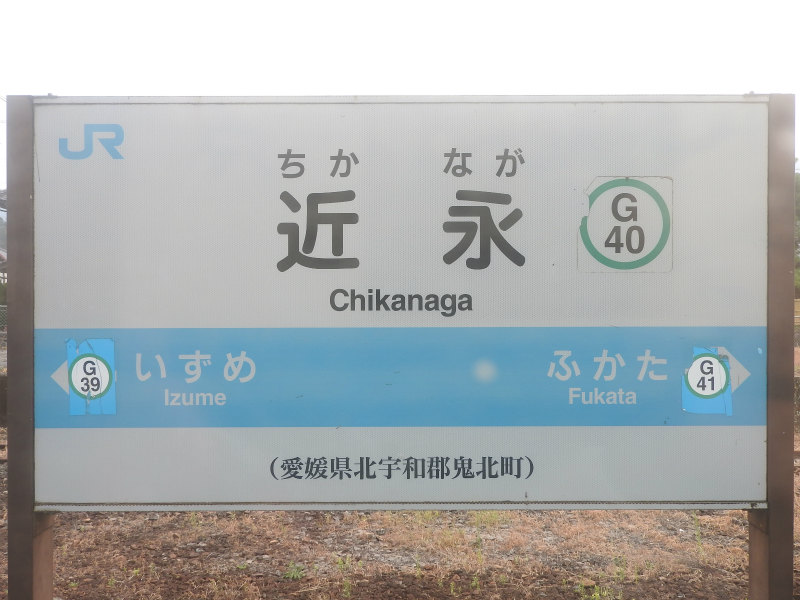 JR
ちか なが
近永
G
40
Chikanaga
G
39
いずめ
Izume
ふかた
Fukata
G
41
(愛媛県北宇和郡鬼北町)